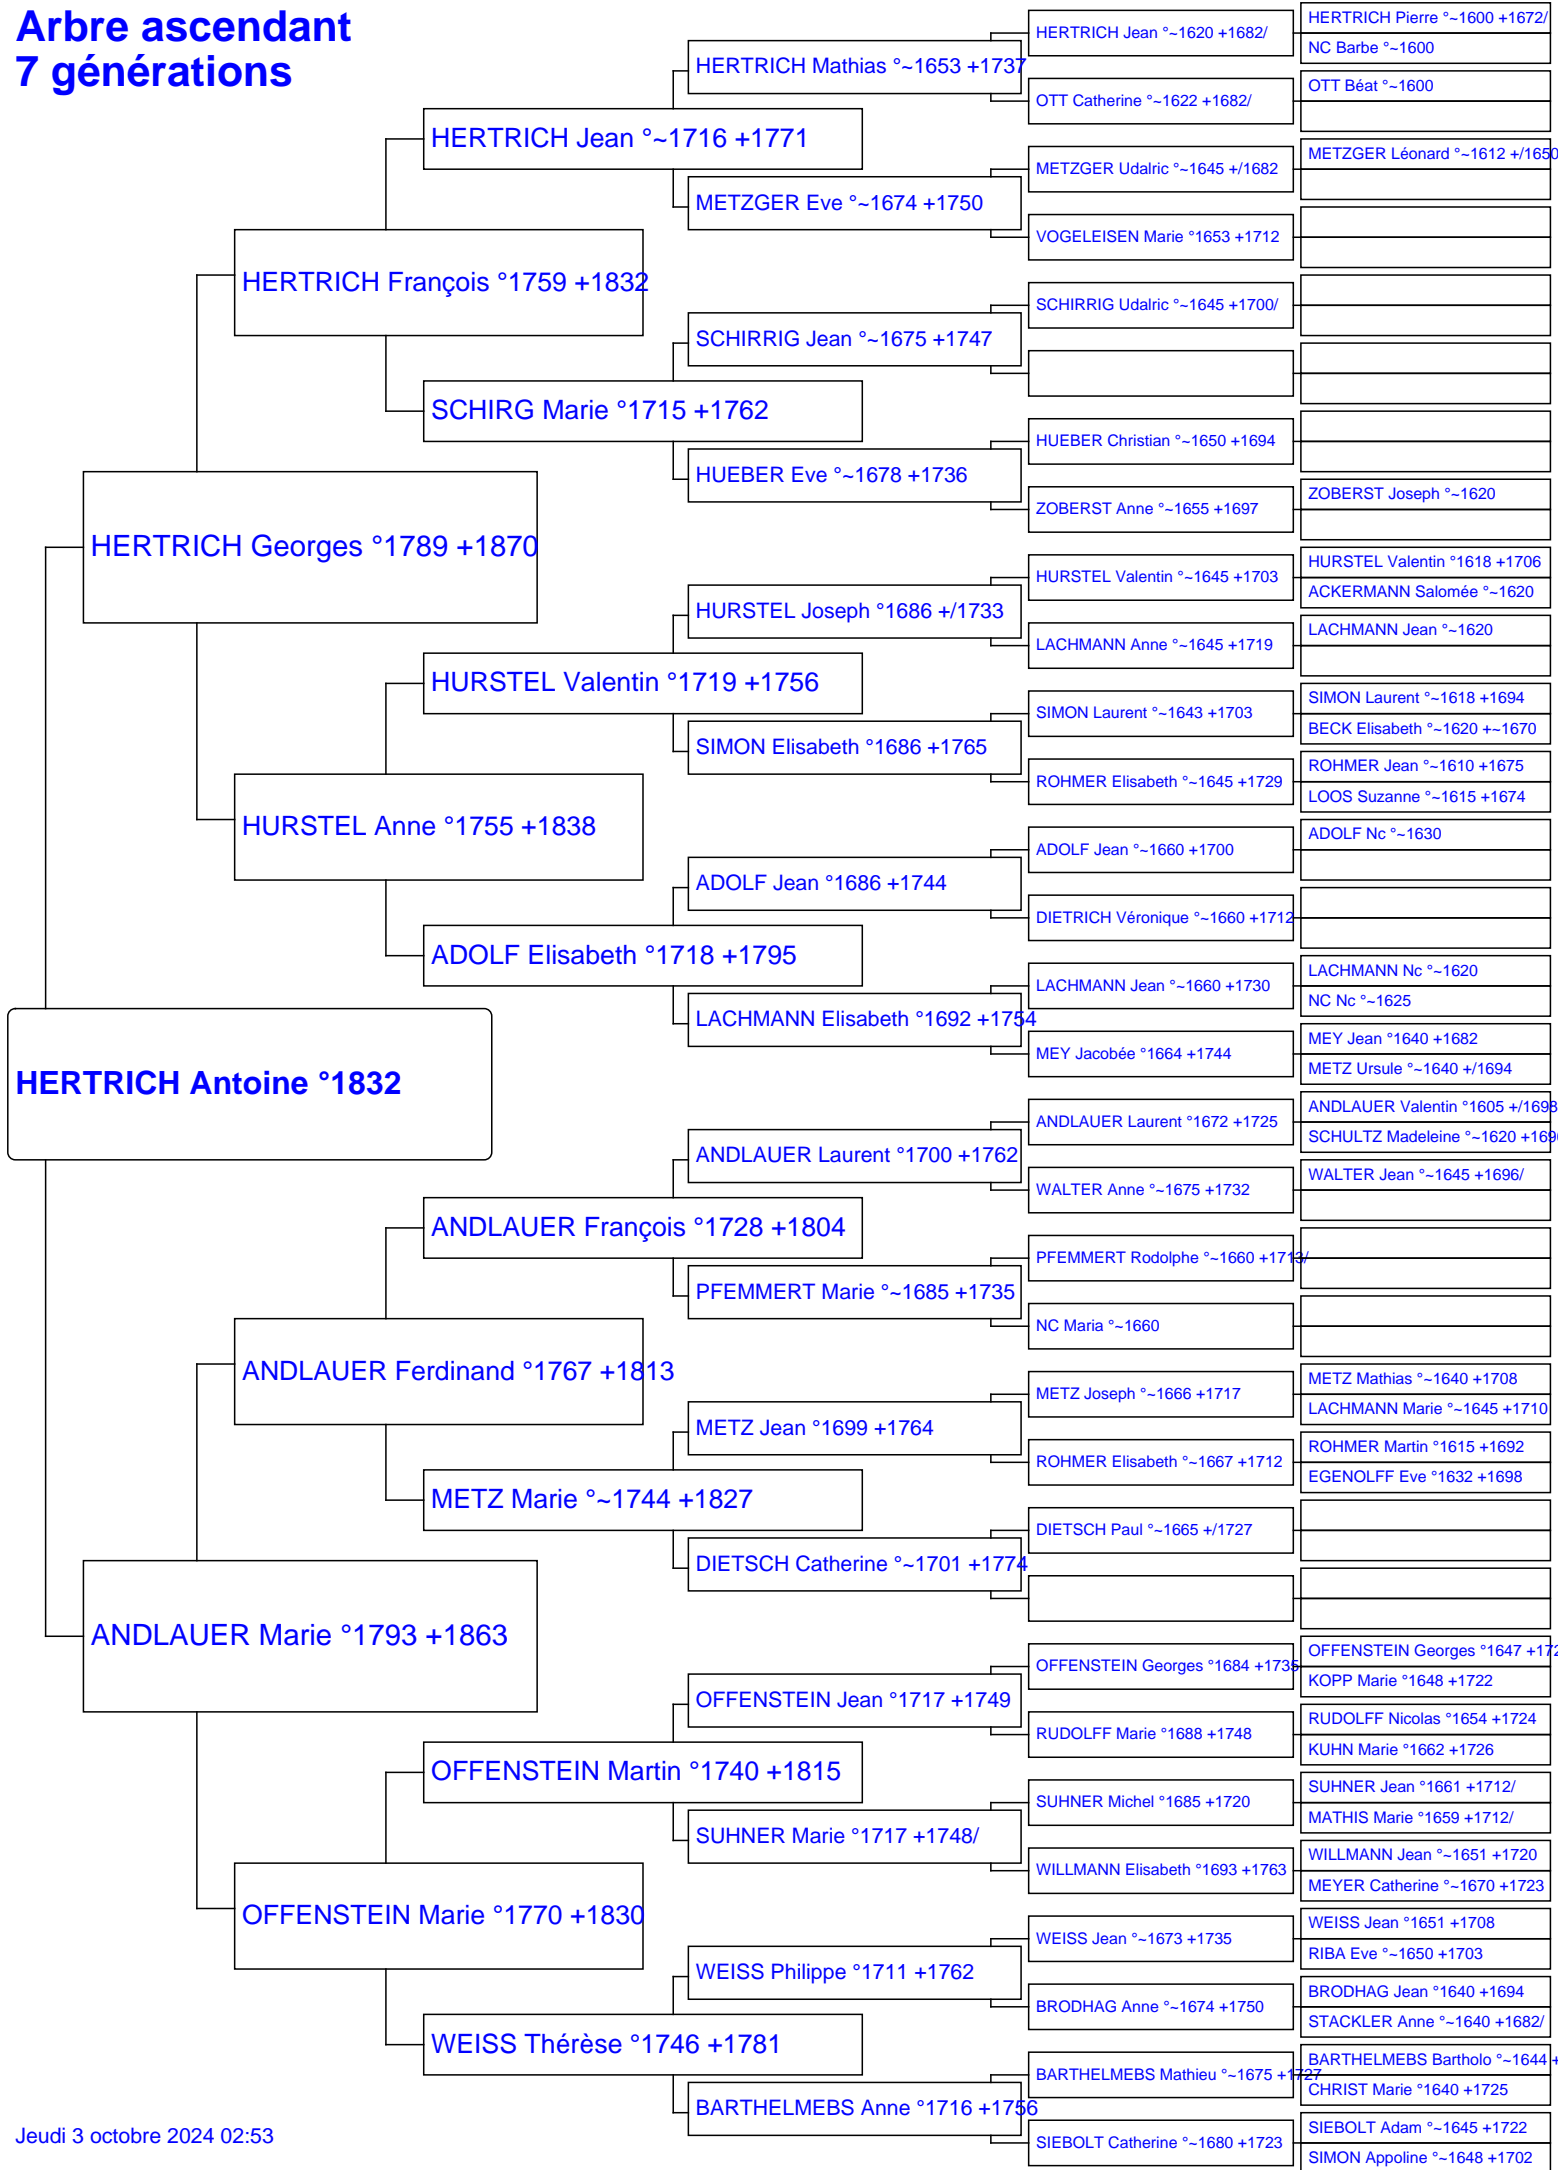 Arbre ascendant
7 générations
HERTRICH Antoine °1832
HERTRICH Georges °1789 +1870
ANDLAUER Marie °1793 +1863
HERTRICH François °1759 +1832
HURSTEL Anne °1755 +1838
ANDLAUER Ferdinand °1767 +1813
OFFENSTEIN Marie °1770 +1830
HERTRICH Jean °~1716 +1771
SCHIRG Marie °1715 +1762
HURSTEL Valentin °1719 +1756
ADOLF Elisabeth °1718 +1795
ANDLAUER François °1728 +1804
METZ Marie °~1744 +1827
OFFENSTEIN Martin °1740 +1815
WEISS Thérèse °1746 +1781
HERTRICH Mathias °~1653 +1737
METZGER Eve °~1674 +1750
SCHIRRIG Jean °~1675 +1747
HUEBER Eve °~1678 +1736
HURSTEL Joseph °1686 +/1733
SIMON Elisabeth °1686 +1765
ADOLF Jean °1686 +1744
LACHMANN Elisabeth °1692 +1754
ANDLAUER Laurent °1700 +1762
PFEMMERT Marie °~1685 +1735
METZ Jean °1699 +1764
DIETSCH Catherine °~1701 +1774
OFFENSTEIN Jean °1717 +1749
SUHNER Marie °1717 +1748/
WEISS Philippe °1711 +1762
BARTHELMEBS Anne °1716 +1756
HERTRICH Jean °~1620 +1682/
OTT Catherine °~1622 +1682/
METZGER Udalric °~1645 +/1682
VOGELEISEN Marie °1653 +1712
SCHIRRIG Udalric °~1645 +1700/
HUEBER Christian °~1650 +1694
ZOBERST Anne °~1655 +1697
HURSTEL Valentin °~1645 +1703
LACHMANN Anne °~1645 +1719
SIMON Laurent °~1643 +1703
ROHMER Elisabeth °~1645 +1729
ADOLF Jean °~1660 +1700
DIETRICH Véronique °~1660 +1712
LACHMANN Jean °~1660 +1730
MEY Jacobée °1664 +1744
ANDLAUER Laurent °1672 +1725
WALTER Anne °~1675 +1732
PFEMMERT Rodolphe °~1660 +1713/
NC Maria °~1660
METZ Joseph °~1666 +1717
ROHMER Elisabeth °~1667 +1712
DIETSCH Paul °~1665 +/1727
OFFENSTEIN Georges °1684 +1735
RUDOLFF Marie °1688 +1748
SUHNER Michel °1685 +1720
WILLMANN Elisabeth °1693 +1763
WEISS Jean °~1673 +1735
BRODHAG Anne °~1674 +1750
BARTHELMEBS Mathieu °~1675 +1727
SIEBOLT Catherine °~1680 +1723
HERTRICH Pierre °~1600 +1672/
NC Barbe °~1600
OTT Béat °~1600
METZGER Léonard °~1612 +/1650
ZOBERST Joseph °~1620
HURSTEL Valentin °1618 +1706
ACKERMANN Salomée °~1620
LACHMANN Jean °~1620
SIMON Laurent °~1618 +1694
BECK Elisabeth °~1620 +~1670
ROHMER Jean °~1610 +1675
LOOS Suzanne °~1615 +1674
ADOLF Nc °~1630
LACHMANN Nc °~1620
NC Nc °~1625
MEY Jean °1640 +1682
METZ Ursule °~1640 +/1694
ANDLAUER Valentin °1605 +/1698
SCHULTZ Madeleine °~1620
WALTER Jean °~1645 +1696/
METZ Mathias °~1640 +1708
LACHMANN Marie °~1645 +1710
ROHMER Martin °1615 +1692
EGENOLFF Eve °1632 +1698
OFFENSTEIN Georges °1647
KOPP Marie °1648 +1722
RUDOLFF Nicolas °1654 +1724
KUHN Marie °1662 +1726
SUHNER Jean °1661 +1712/
MATHIS Marie °1659 +1712/
WILLMANN Jean °~1651 +1720
MEYER Catherine °~1670 +1723
WEISS Jean °1651 +1708
RIBA Eve °~1650 +1703
BRODHAG Jean °1640 +1694
STACKLER Anne °~1640 +1682/
BARTHELMEBS Bartholo °~1644
CHRIST Marie °1640 +1725
SIEBOLT Adam °~1645 +1722
SIMON Appoline °~1648 +1702
Jeudi 3 octobre 2024 02:53